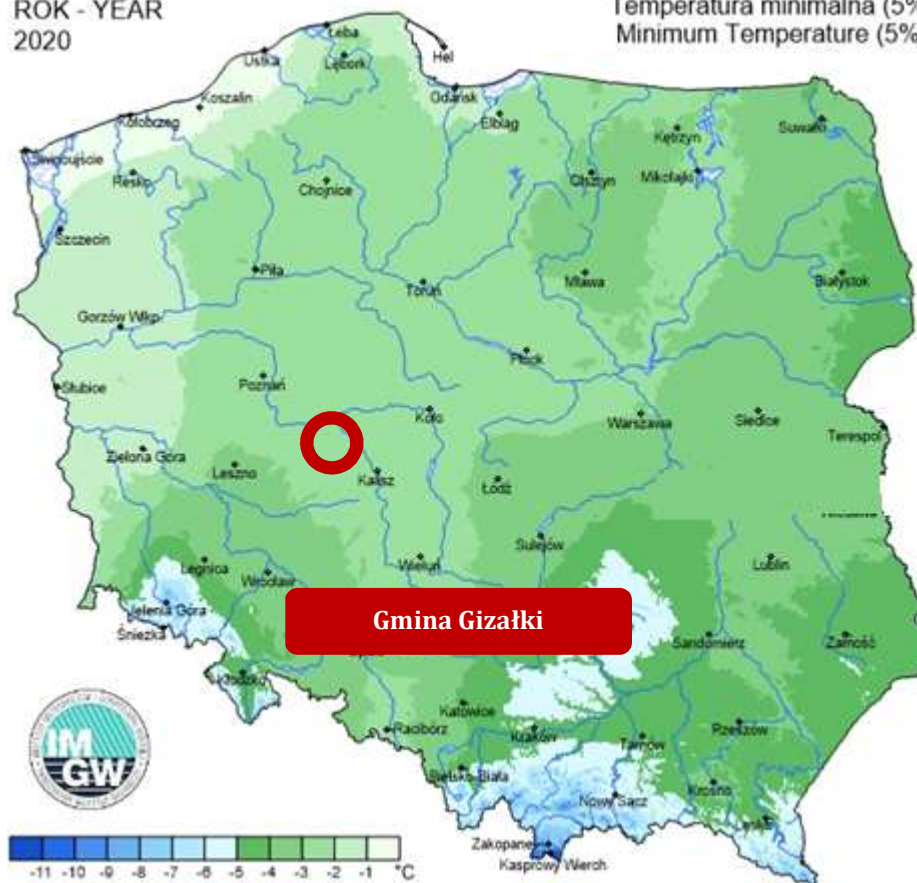 ROK - YEAR
2020
Temperatura minimalna (5%
Minimum Temperature (5%
Łeba
Ustka
Lębork
Hel
Koszalin
Gdańsk
Kołobrzeg
Elbląg
Kętrzyn
Suwałki
Świnoujście
Resko
Chojnice
Olsztyn
Mikołajki
Szczecin
Piła
Toruń
Mława
Białystok
Gorzów Wlkp.
Płock
Słubice
Poznań
Koło
Warszawa
Siedlce
Terespol
Zielona Góra
Leszno
Kalisz
Łódź
Sulejów
Legnica
Wrocław
Wieluń
Lublin
Jelenia Góra
Gmina Gizałki
Śnieżka
Sandomierz
Zamość
Kłodzko
Katowice
Racibórz
Kraków
Tarnów
Rzeszów
Bielsko-Biała
Nowy Sącz
Krosno
Lesko
Zakopane
Kasprowy Wierch
IM
GW
-11 -10 -9 -8 -7 -6 -5 -4 -3 -2 -1 °C